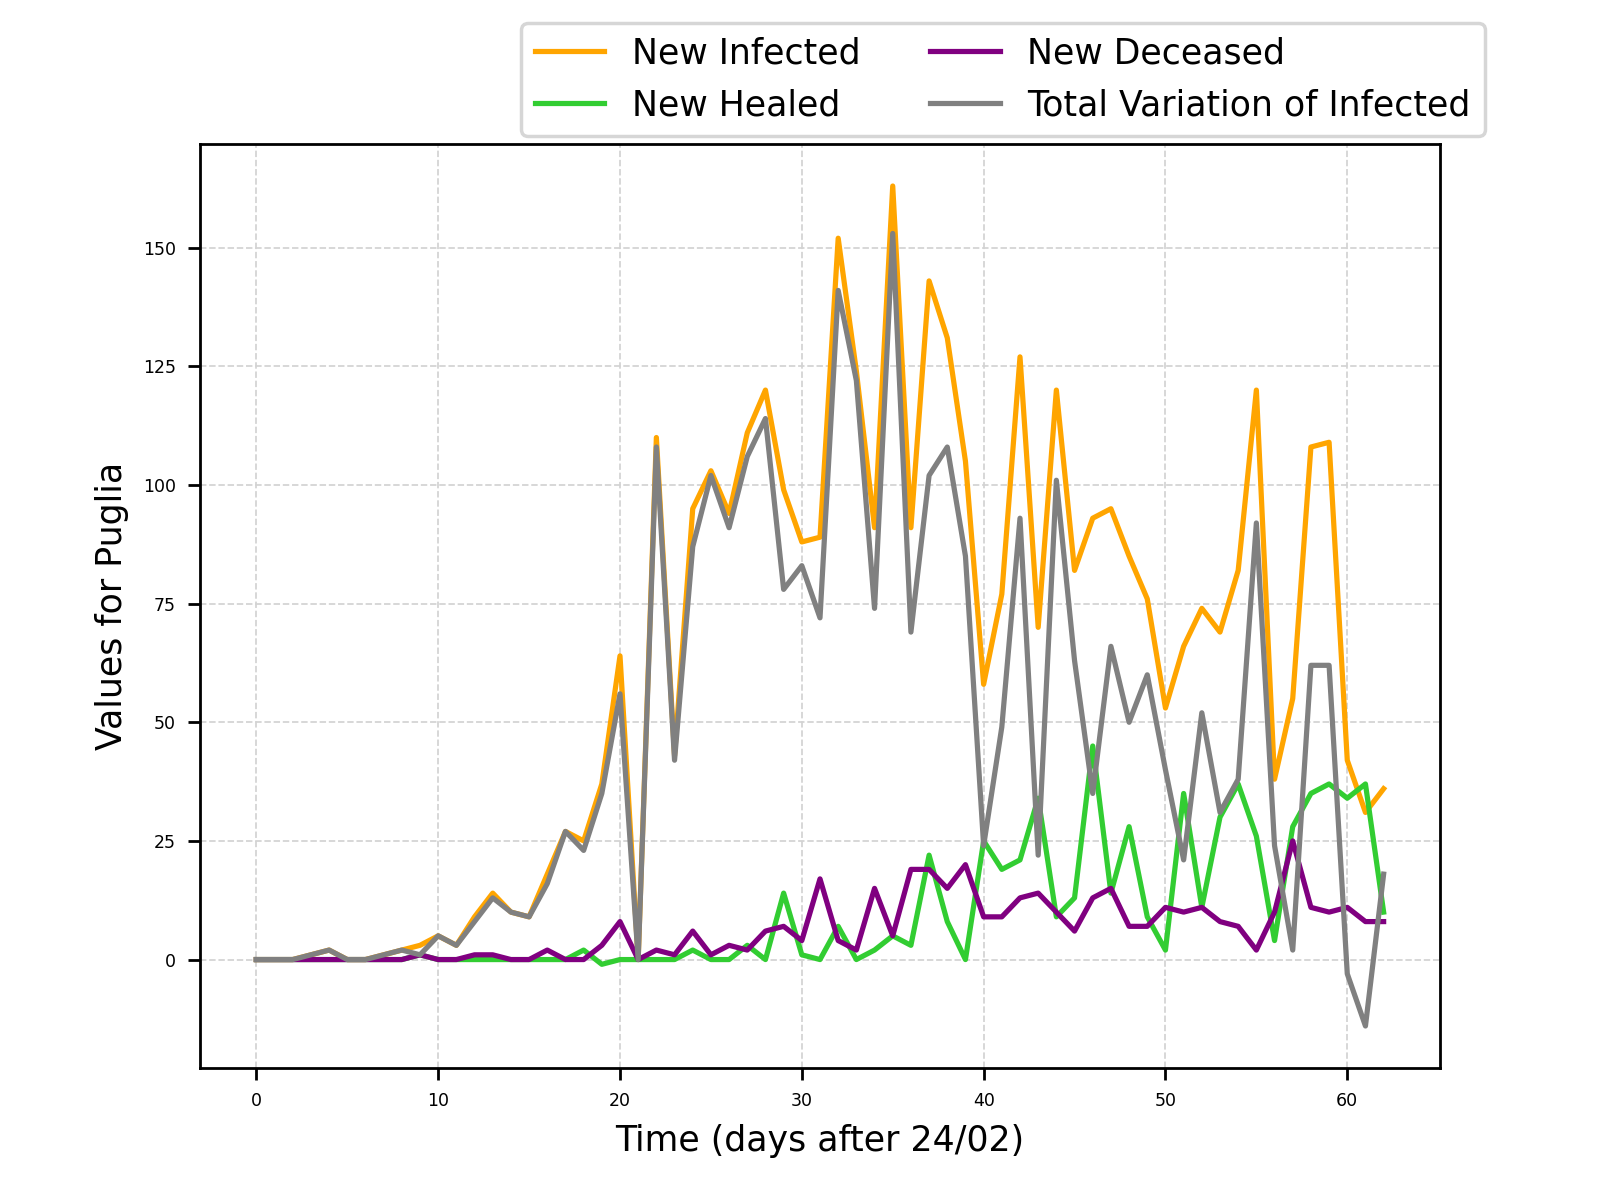 New Infected
New Healed
New Deceased
Total Variation of Infected
Values for Puglia
150
125
100
75
50
25
0
0 10 20 30 40 50 60
Time (days after 24/02)